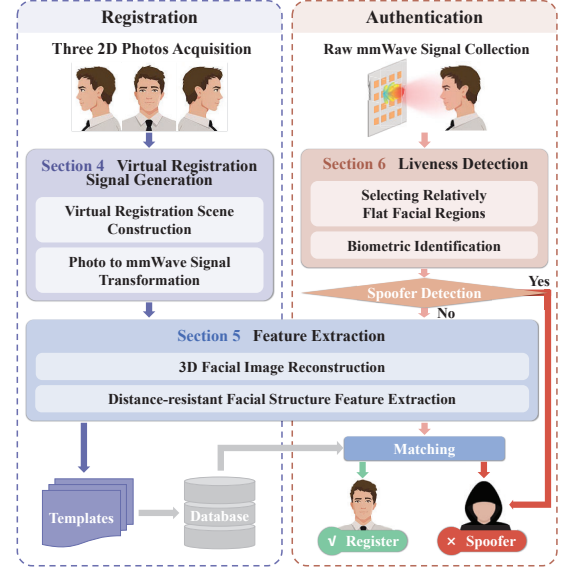 Registration
Three 2D Photos Acquisition
Section 4 Virtual Registration
Signal Generation
Virtual Registration Scene
Construction
Photo to mmWave Signal
Transformation
Authentication
Raw mmWave Signal Collection
Section 6 Liveness Detection
Selecting Relatively
Flat Facial Regions
Biometric Identification
Spoofer Detection
Yes
No
Section 5 Feature Extraction
3D Facial Image Reconstruction
Distance-resistant Facial Structure Feature Extraction
Matching
Templates
Database
√ Register
× Spoofer